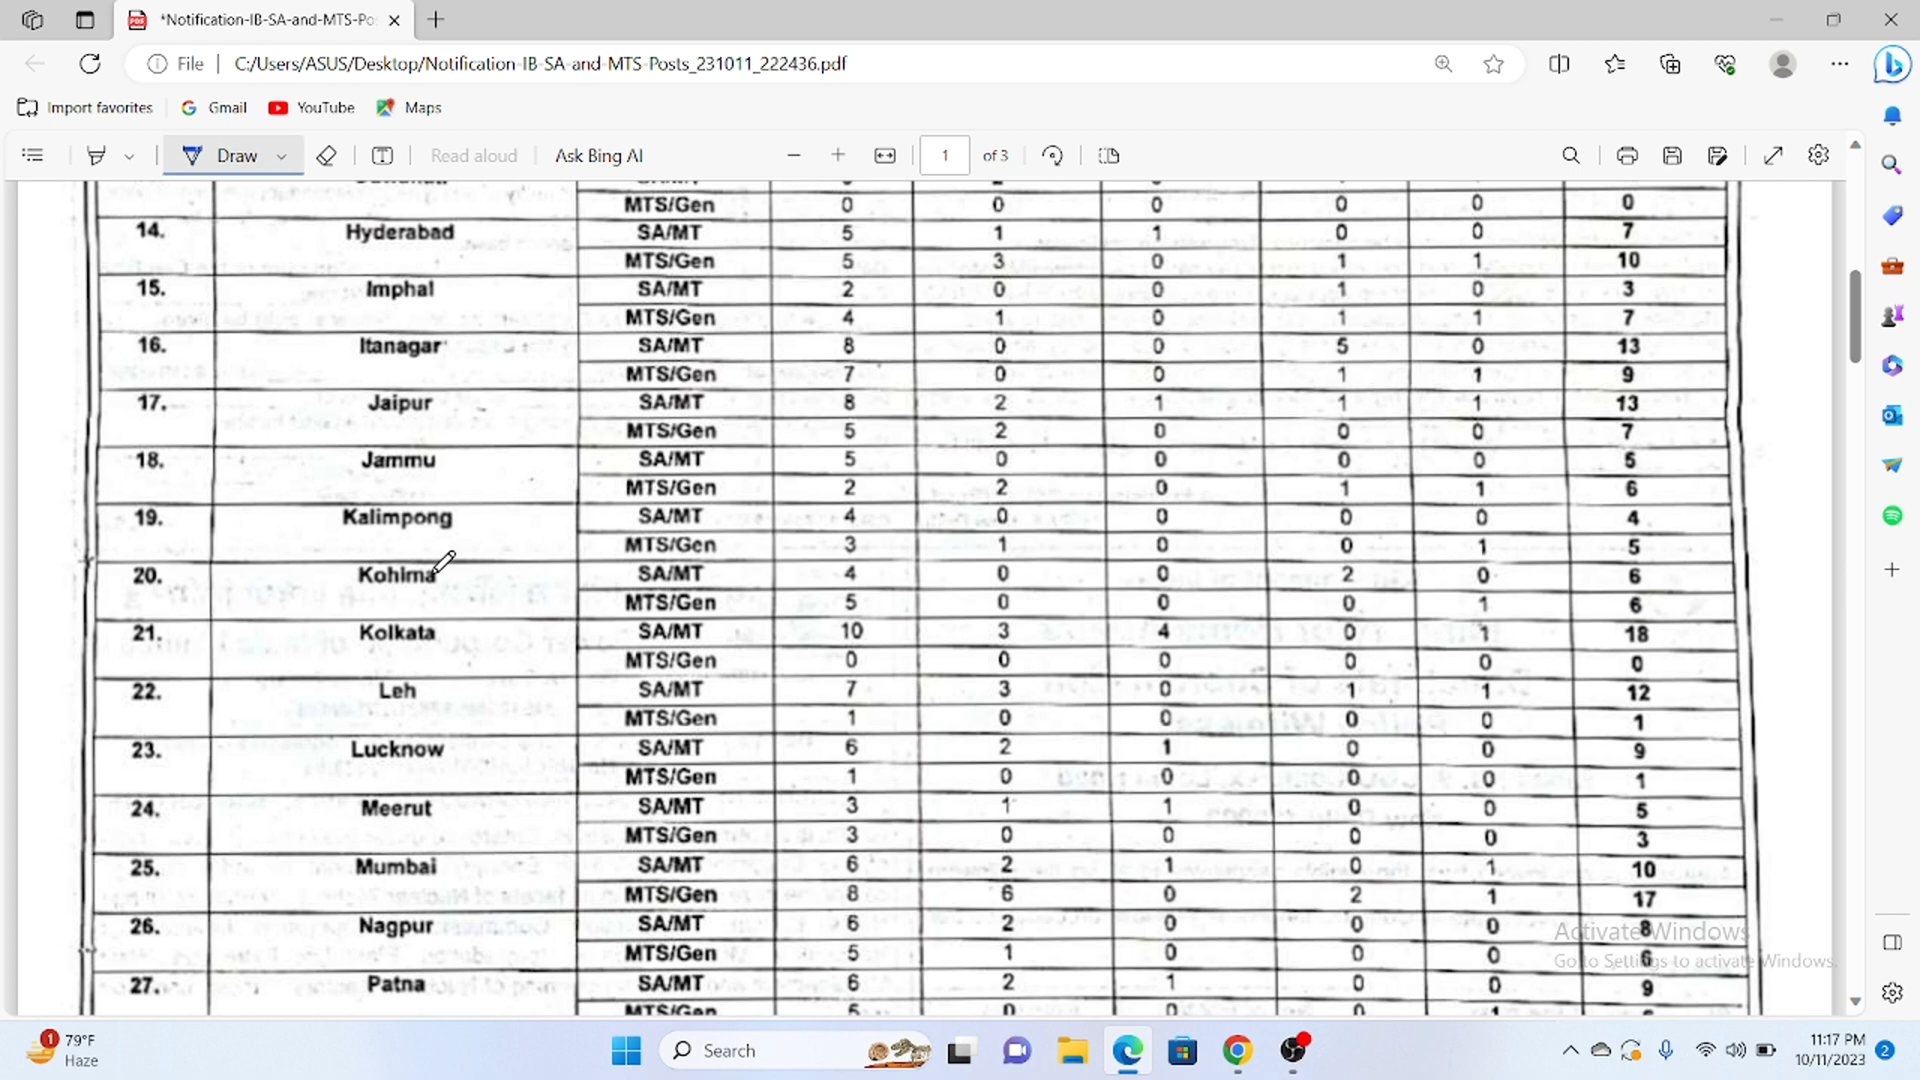 *Notification-IB-SA-and-MTS-Po
File C:/Users/ASUS/Desktop/Notification-IB-SA-and-MTS-Posts_231011_222436.pdf
Import favorites Gmail YouTube Maps
Draw Read aloud Ask Bing AI 1 of 3
MTS/Gen 0 0 0 0 0 0
14. Hyderabad SA/MT 5 1 1 0 0 7
MTS/Gen 5 3 0 1 1 10
15. Imphal SA/MT 2 0 0 1 0 3
MTS/Gen 4 1 0 1 1 7
16. Itanagar SA/MT 8 0 0 5 0 13
MTS/Gen 7 0 0 1 1 9
17. Jaipur SA/MT 8 2 1 1 1 13
MTS/Gen 5 2 0 0 0 7
18. Jammu SA/MT 5 0 0 0 0 5
MTS/Gen 2 2 0 1 1 6
19. Kalimpong SA/MT 4 0 0 0 0 4
MTS/Gen 3 1 0 0 1 5
20. Kohima SA/MT 4 0 0 2 0 6
MTS/Gen 5 0 0 0 1 6
21. Kolkata SA/MT 10 3 4 0 1 18
MTS/Gen 0 0 0 0 0 0
22. Leh SA/MT 7 3 0 1 1 12
MTS/Gen 1 0 0 0 0 1
23. Lucknow SA/MT 6 2 1 0 0 9
MTS/Gen 1 0 0 0 0 1
24. Meerut SA/MT 3 1 1 0 0 5
MTS/Gen 3 0 0 0 0 3
25. Mumbai SA/MT 6 2 1 0 1 10
MTS/Gen 8 6 0 2 1 17
26. Nagpur SA/MT 6 2 0 0 0 8
MTS/Gen 5 1 0 0 0 6
27. Patna SA/MT 6 2 1 0 0 9
Activate Windows
Go to Settings to activate Windows.
1 79°F
Haze
Search
11:17 PM
10/11/2023
2